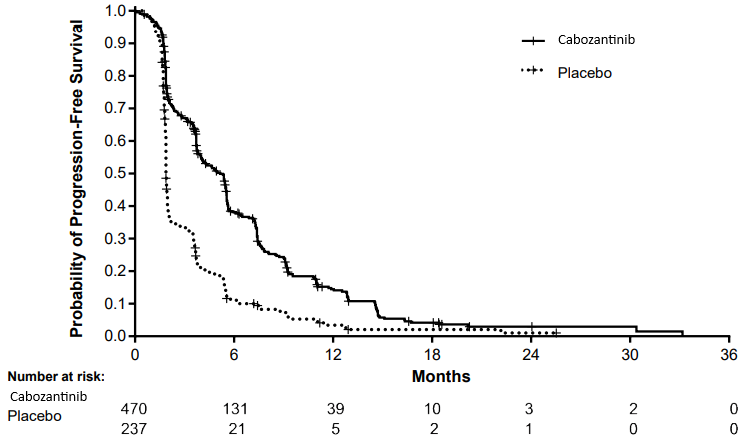 1.0
0.9
0.8
0.7
0.6
0.5
0.4
0.3
0.2
0.1
0.0
Probability of Progression-Free Survival
Cabozantinib
Placebo
0 6 12 18 24 30 36
Months
Number at risk:
Cabozantinib
470 131 39 10 3 2 0
Placebo
237 21 5 2 1 0 0